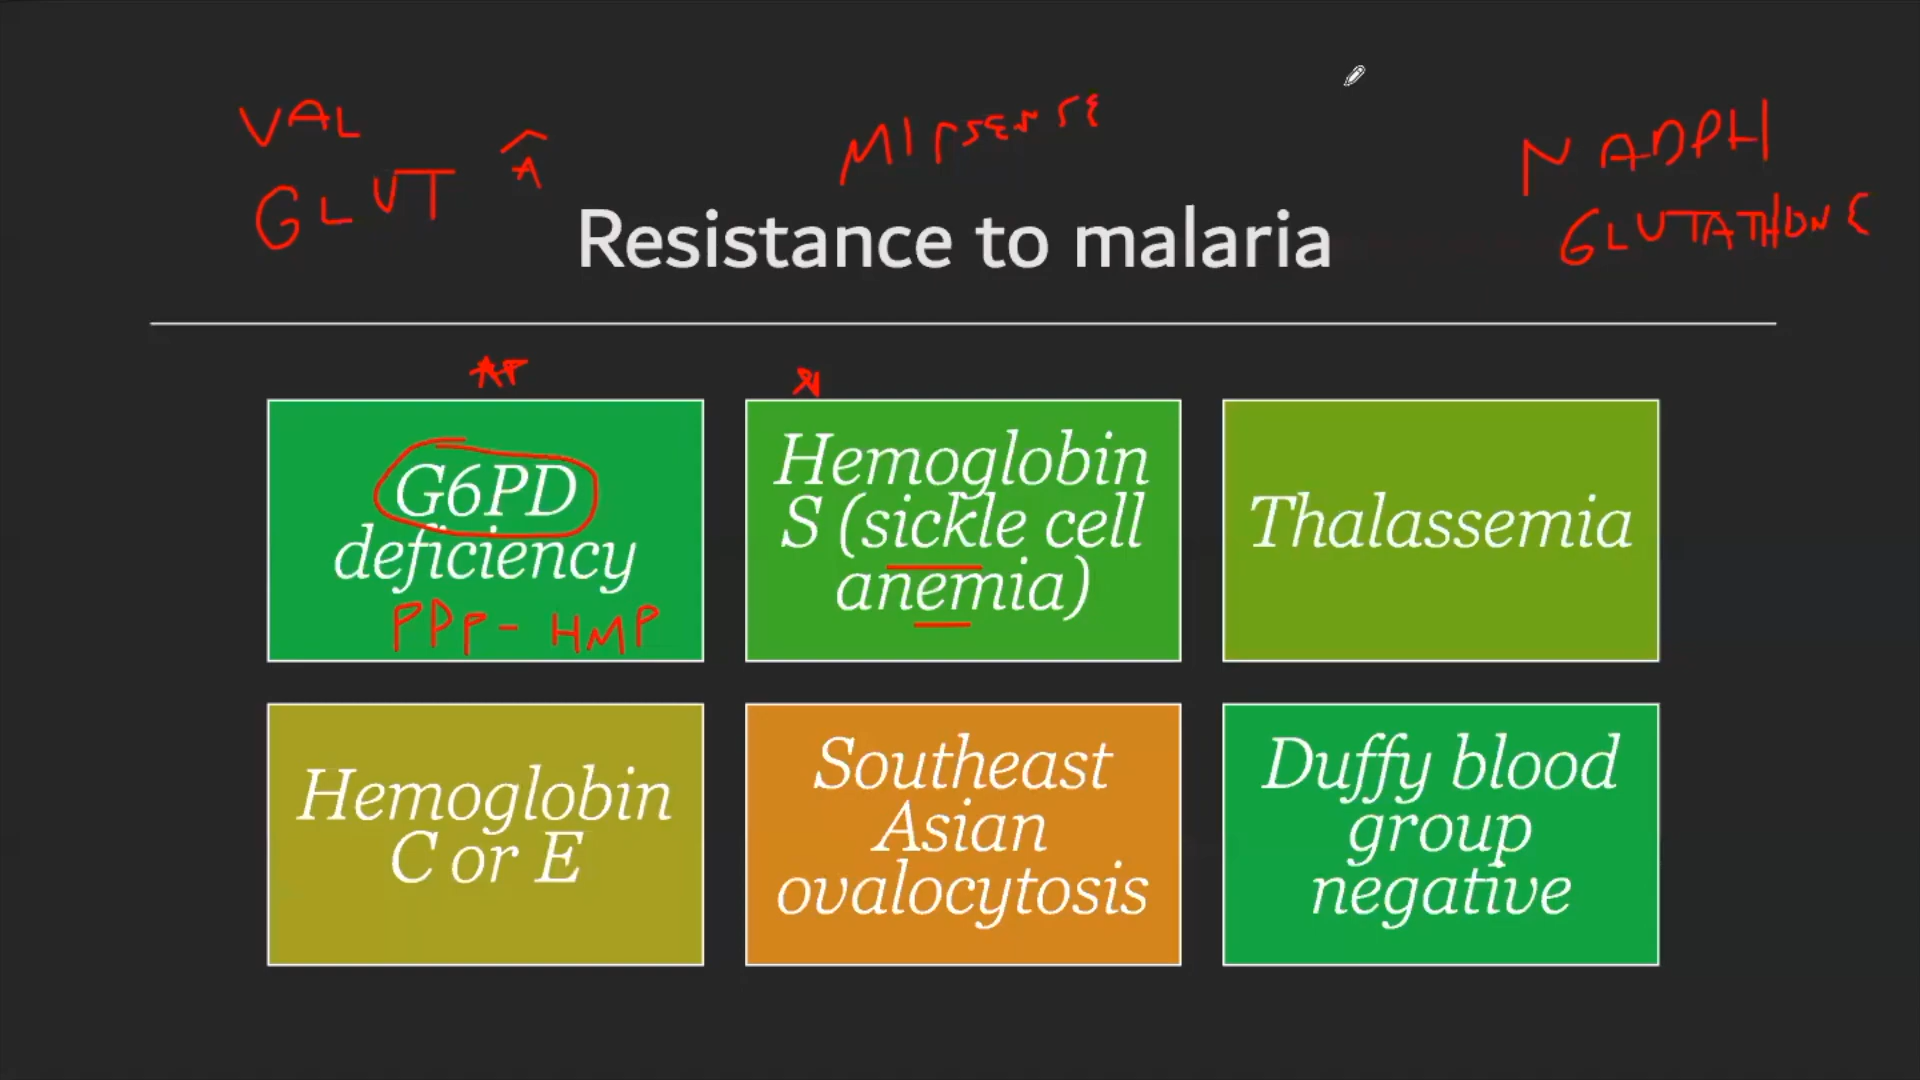 VAL
GLUT A
MISSENSE
NADPH
GLUTATHIONE
Resistance to malaria
G6PD
deficiency
PPP - HMP
Hemoglobin
S (sickle cell
anemia)
Thalassemia
Hemoglobin
C or E
Southeast
Asian
ovalocytosis
Duffy blood
group
negative